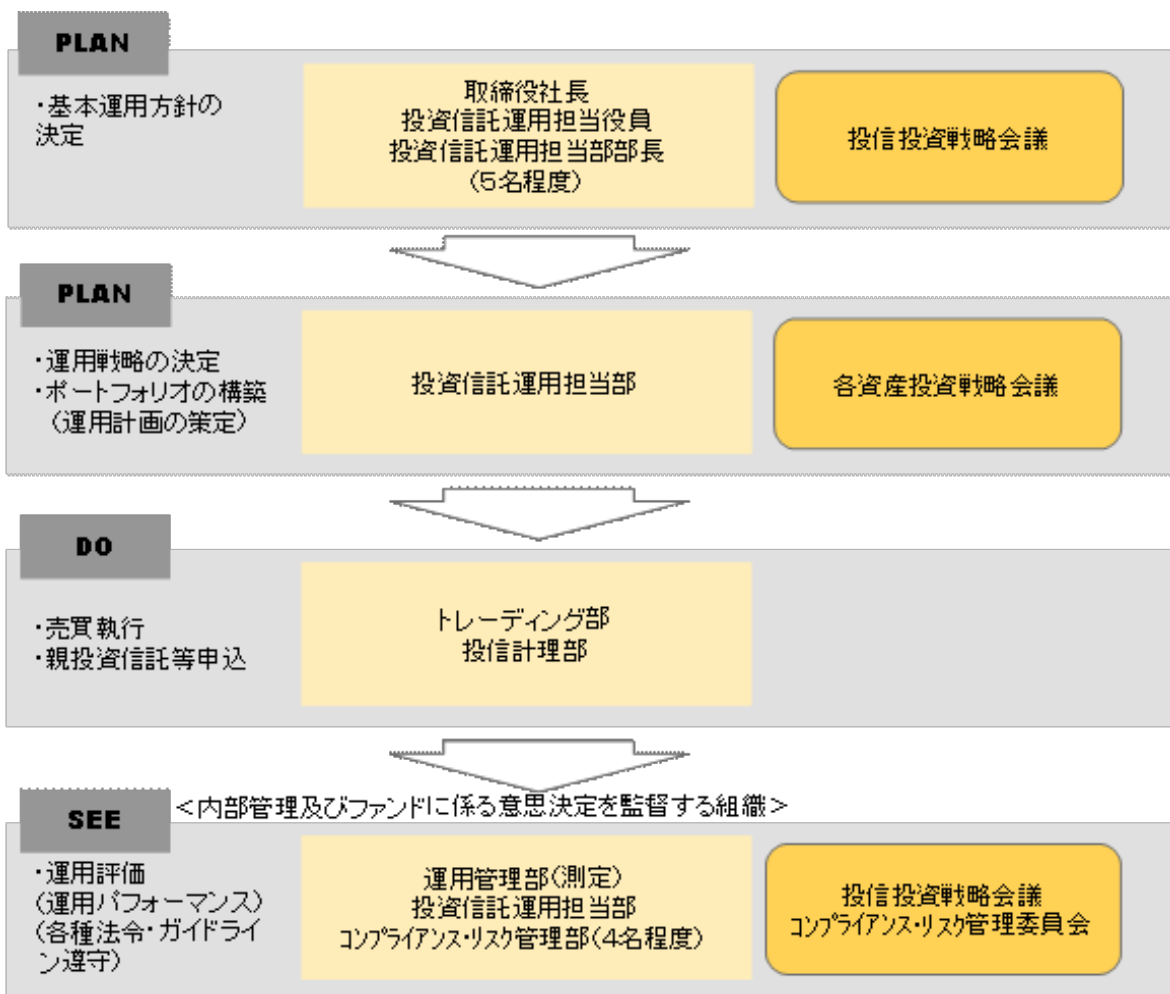 PLAN
・基本運用方針の
決定
取締役社長
投資信託運用担当役員
投資信託運用担当部部長
(5名程度)
投信投資戦略会議
PLAN
・運用戦略の決定
・ポートフォリオの構築
(運用計画の策定)
投資信託運用担当部
各資産投資戦略会議
DO
・売買執行
・親投資信託等申込
トレーディング部
投信計理部
<内部管理及びファンドに係る意思決定を監督する組織>
SEE
・運用評価
(運用パフォーマンス)
(各種法令・ガイドライ
ン遵守)
運用管理部(測定)
投資信託運用担当部
コンプライアンス・リスク管理部(4名程度)
投信投資戦略会議
コンプライアンス・リスク管理委員会